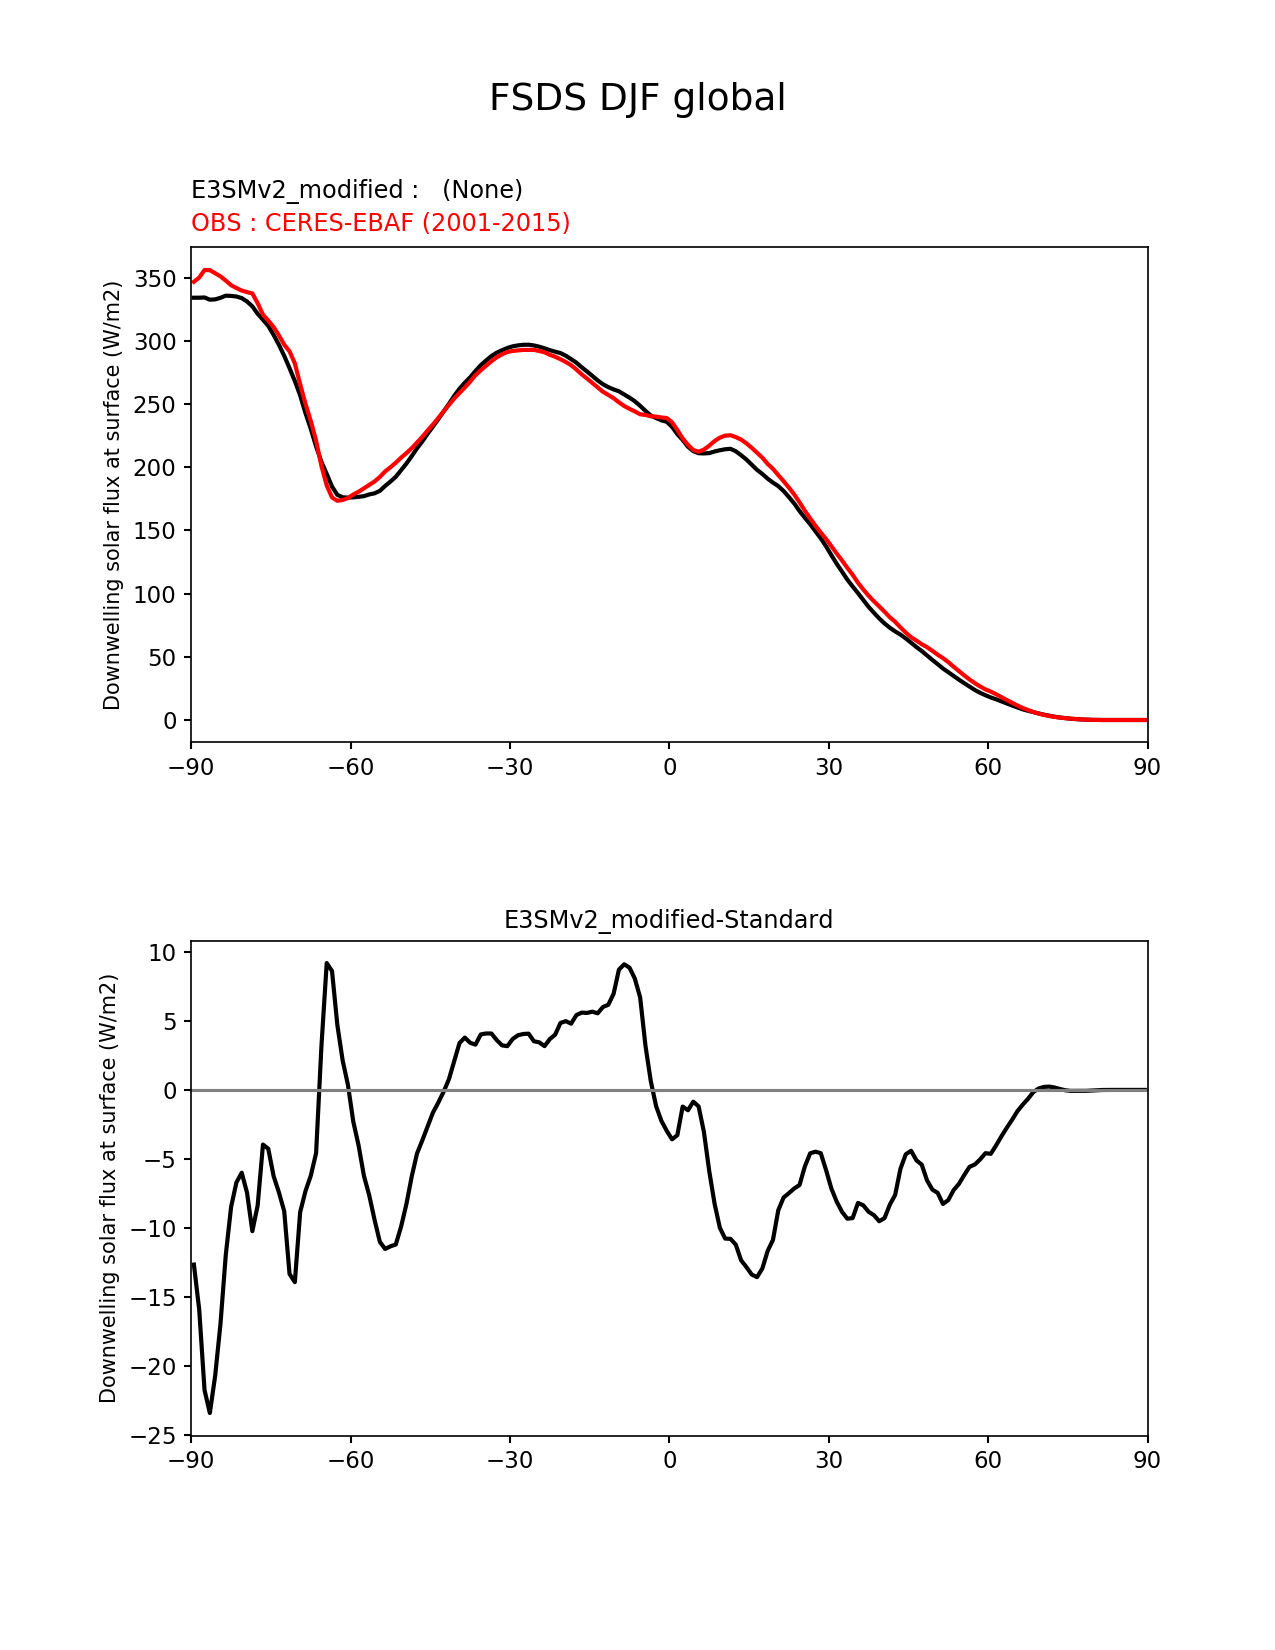 FSDS DJF global
E3SMv2_modified :   (None)
OBS : CERES-EBAF (2001-2015)
Downwelling solar flux at surface (W/m2)
350
300
250
200
150
100
50
0
−90 −60 −30 0 30 60 90
E3SMv2_modified-Standard
Downwelling solar flux at surface (W/m2)
10
5
0
−5
−10
−15
−20
−25
−90 −60 −30 0 30 60 90